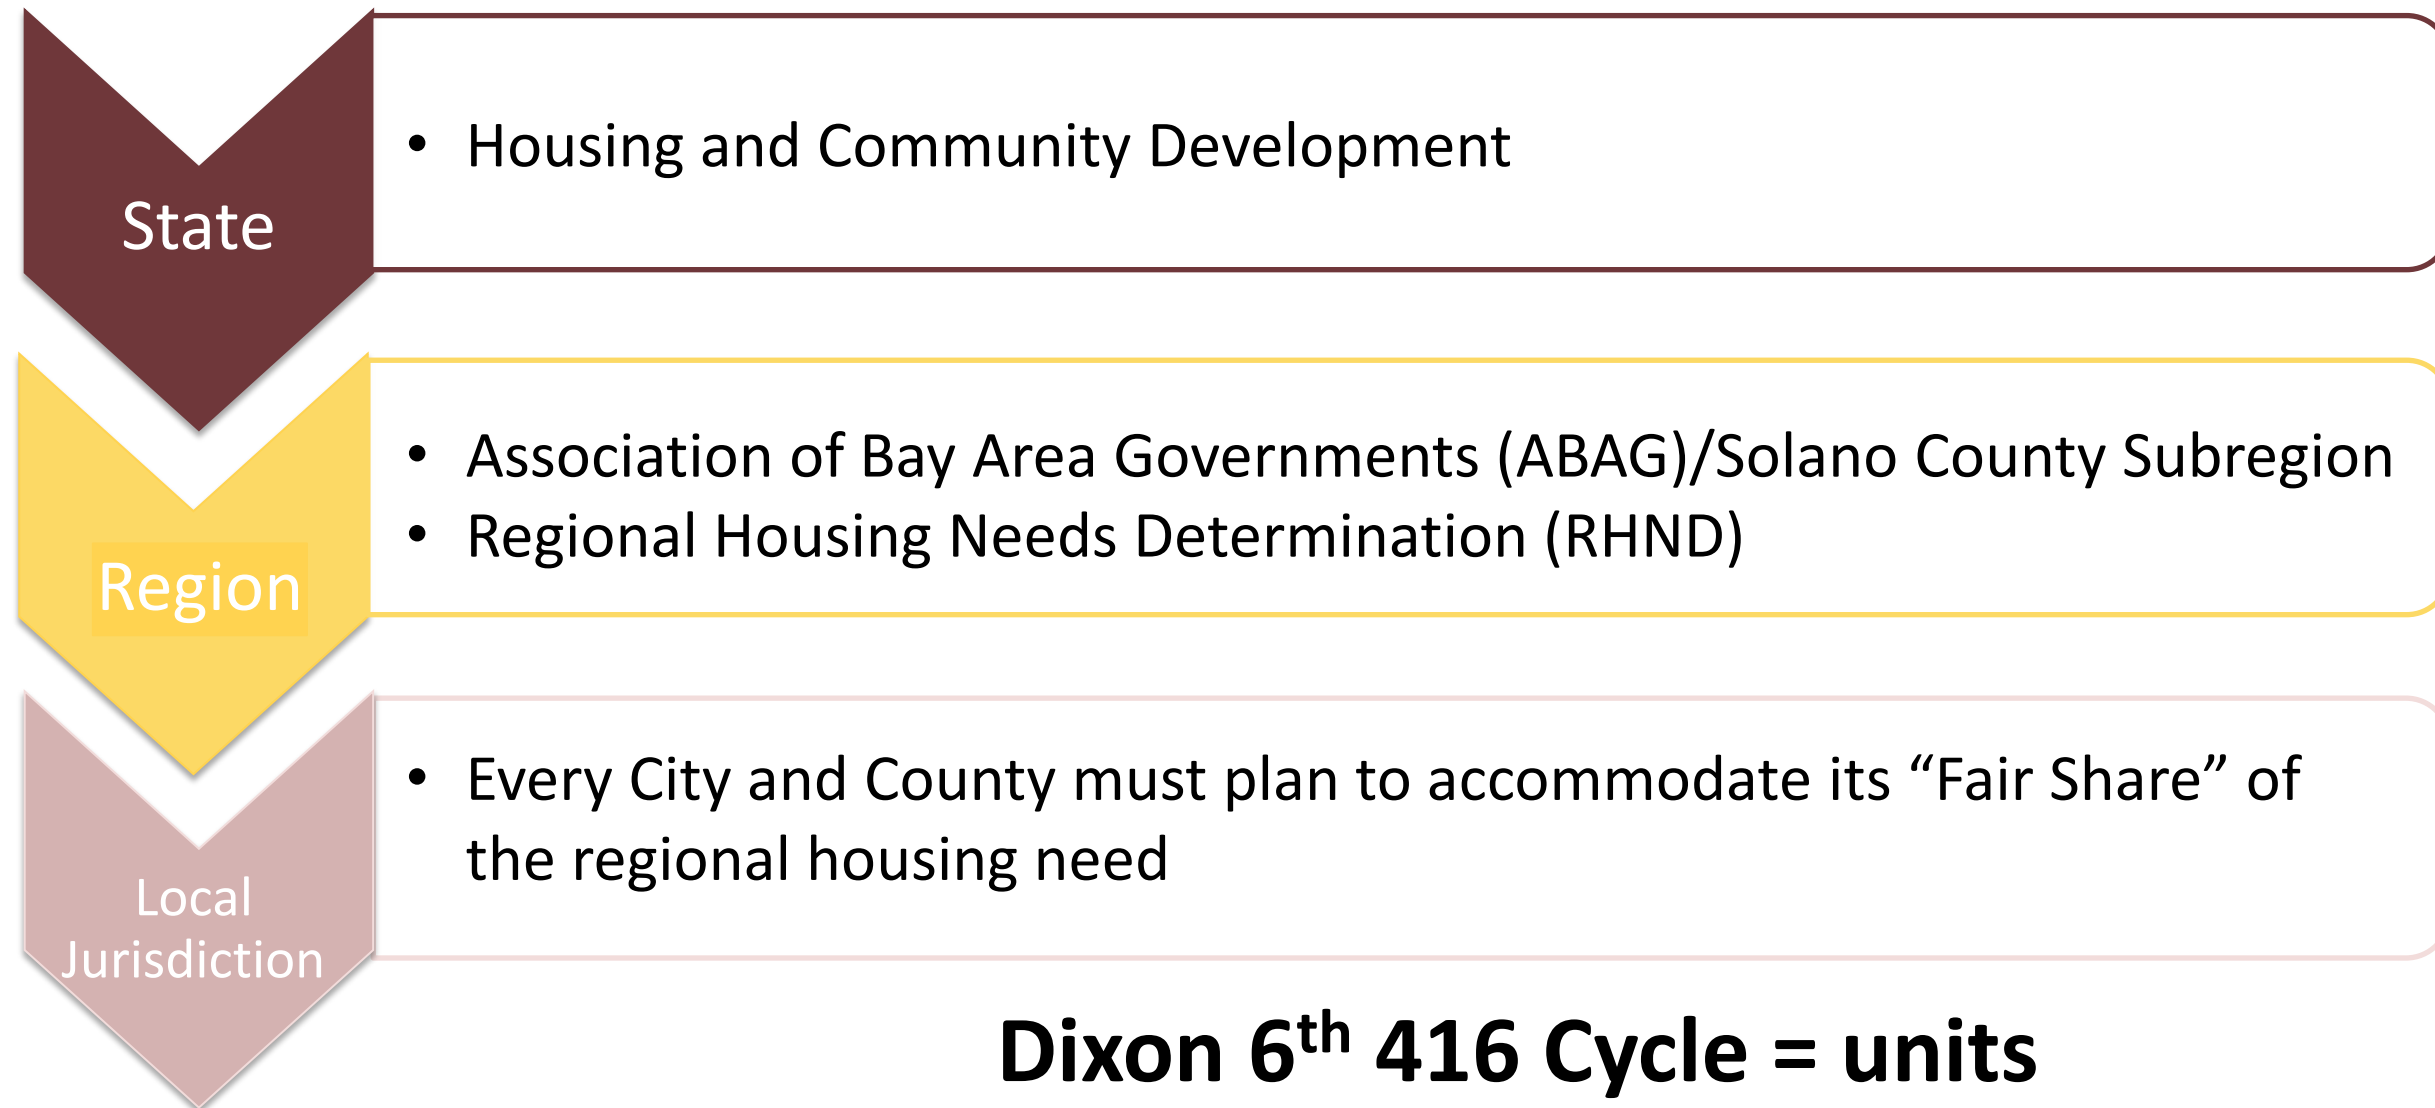 State
• Housing and Community Development
Region
• Association of Bay Area Governments (ABAG)/Solano County Subregion
• Regional Housing Needs Determination (RHND)
Local
Jurisdiction
• Every City and County must plan to accommodate its “Fair Share” of
the regional housing need
Dixon 6th 416 Cycle = units